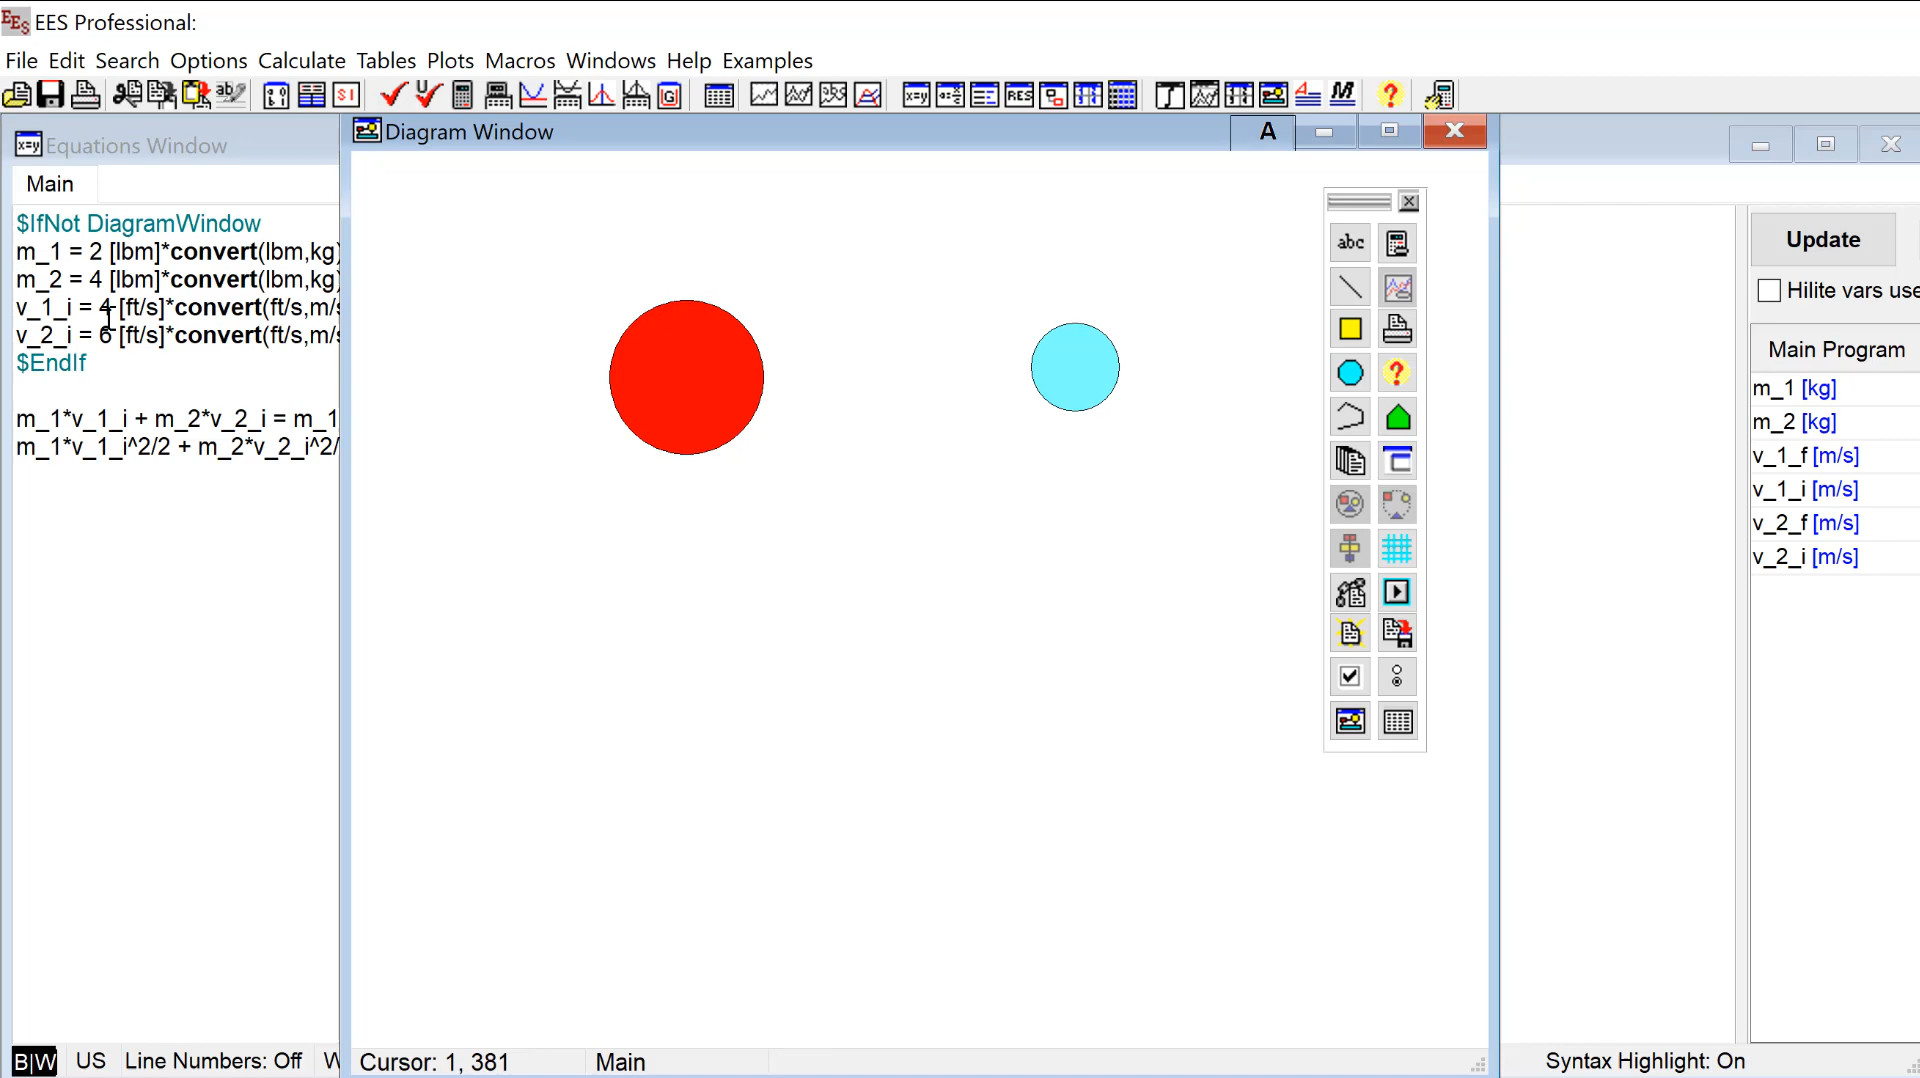 EES Professional:
File Edit Search Options Calculate Tables Plots Macros Windows Help Examples
Equations Window
Main
$IfNot DiagramWindow
m_1 = 2 [lbm]*convert(lbm,kg)
m_2 = 4 [lbm]*convert(lbm,kg)
v_1_i = 4 [ft/s]*convert(ft/s,m/s
v_2_i = 6 [ft/s]*convert(ft/s,m/s
$EndIf
m_1*v_1_i + m_2*v_2_i = m_1
m_1*v_1_i^2/2 + m_2*v_2_i^2/
B|W US Line Numbers: Off
Diagram Window A
abc
Cursor: 1, 381 Main
Update
Hilite vars use
Main Program
m_1 [kg]
m_2 [kg]
v_1_f [m/s]
v_1_i [m/s]
v_2_f [m/s]
v_2_i [m/s]
Syntax Highlight: On